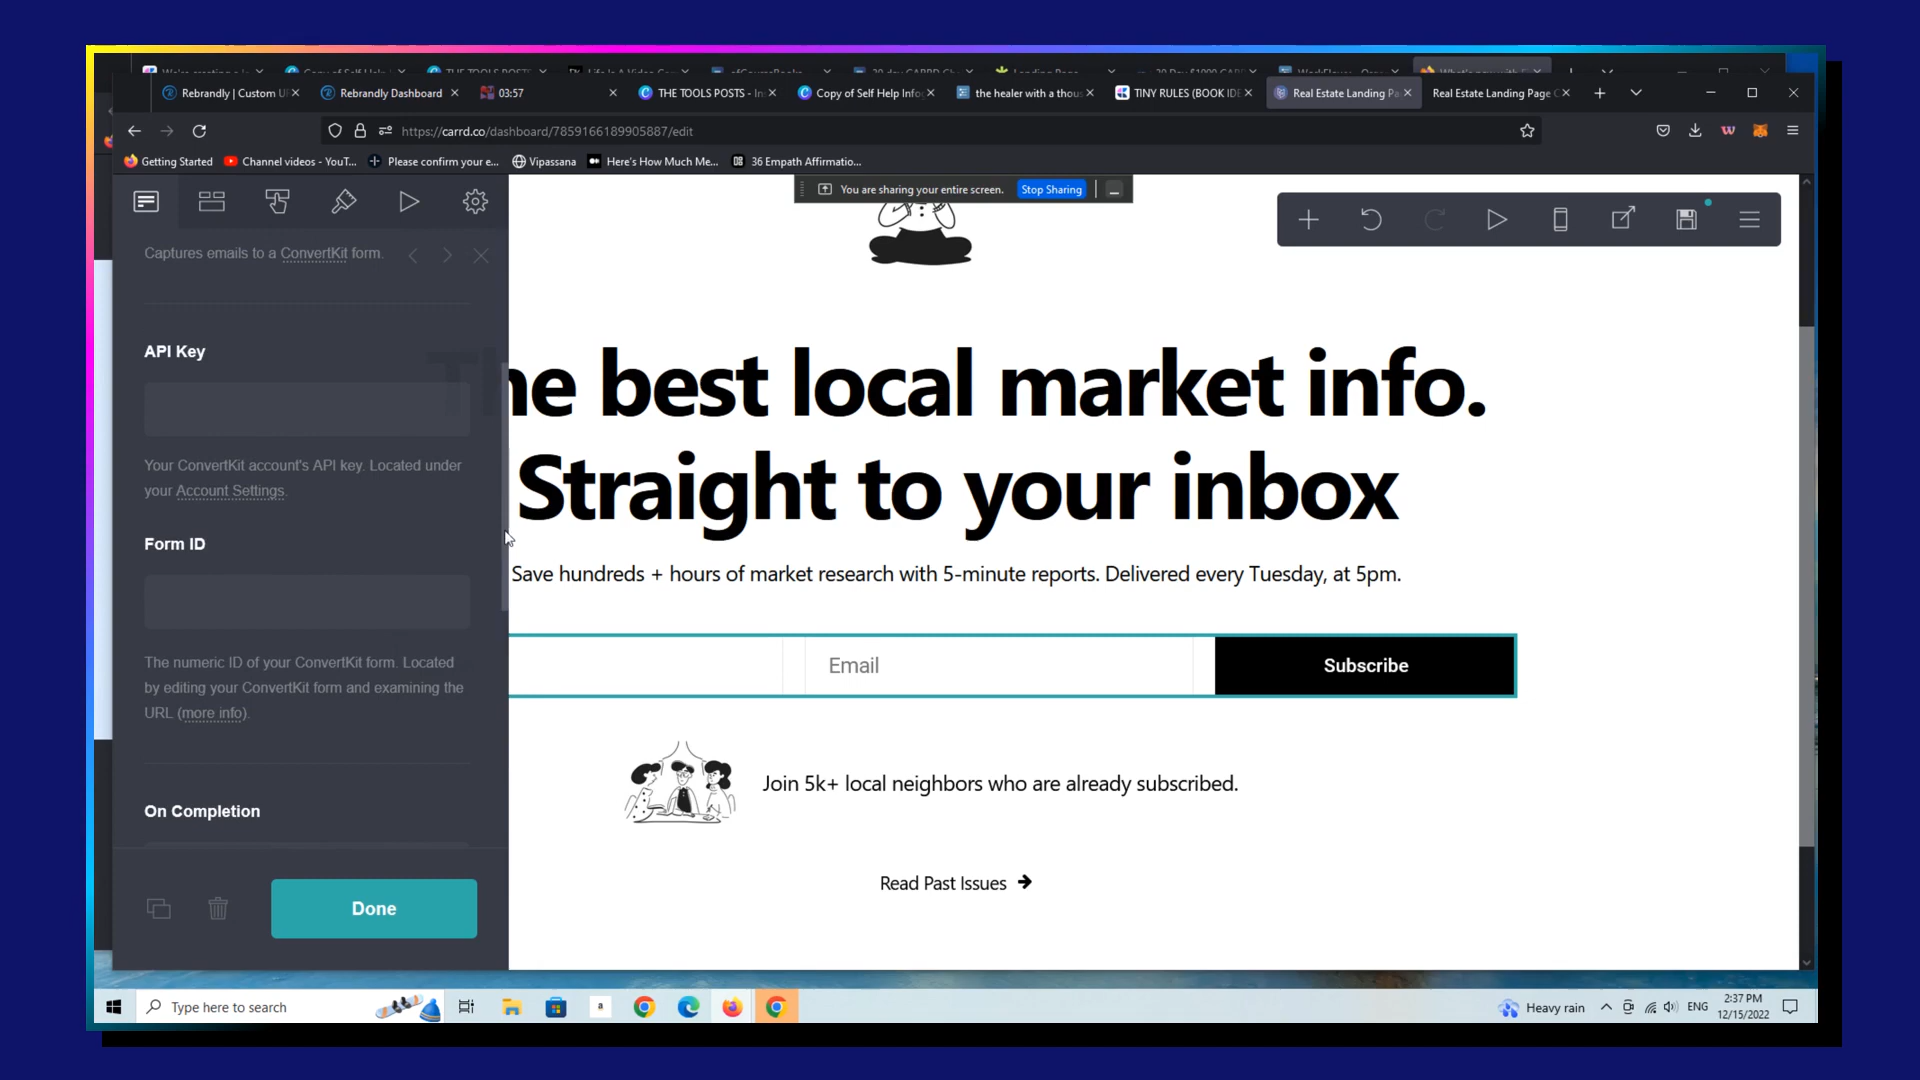 Rebrandly | Custom U
Rebrandly Dashboard
03:57
THE TOOLS POSTS - In
Copy of Self Help Info
the healer with a thous
TINY RULES (BOOK IDE
Real Estate Landing Pa
Real Estate Landing Page C
https://carrd.co/dashboard/7859166189905887/edit
Getting Started
Channel videos - YouT...
Please confirm your e...
Vipassana
Here's How Much Me...
36 Empath Affirmatio...
You are sharing your entire screen.
Stop Sharing
Captures emails to a ConvertKit form.
API Key
Your ConvertKit account's API key. Located under
your Account Settings.
Form ID
The numeric ID of your ConvertKit form. Located
by editing your ConvertKit form and examining the
URL (more info).
On Completion
Done
The best local market info.
Straight to your inbox
Save hundreds + hours of market research with 5-minute reports. Delivered every Tuesday, at 5pm.
Email
Subscribe
Join 5k+ local neighbors who are already subscribed.
Read Past Issues
Type here to search
a
Heavy rain
ENG
2:37 PM
12/15/2022